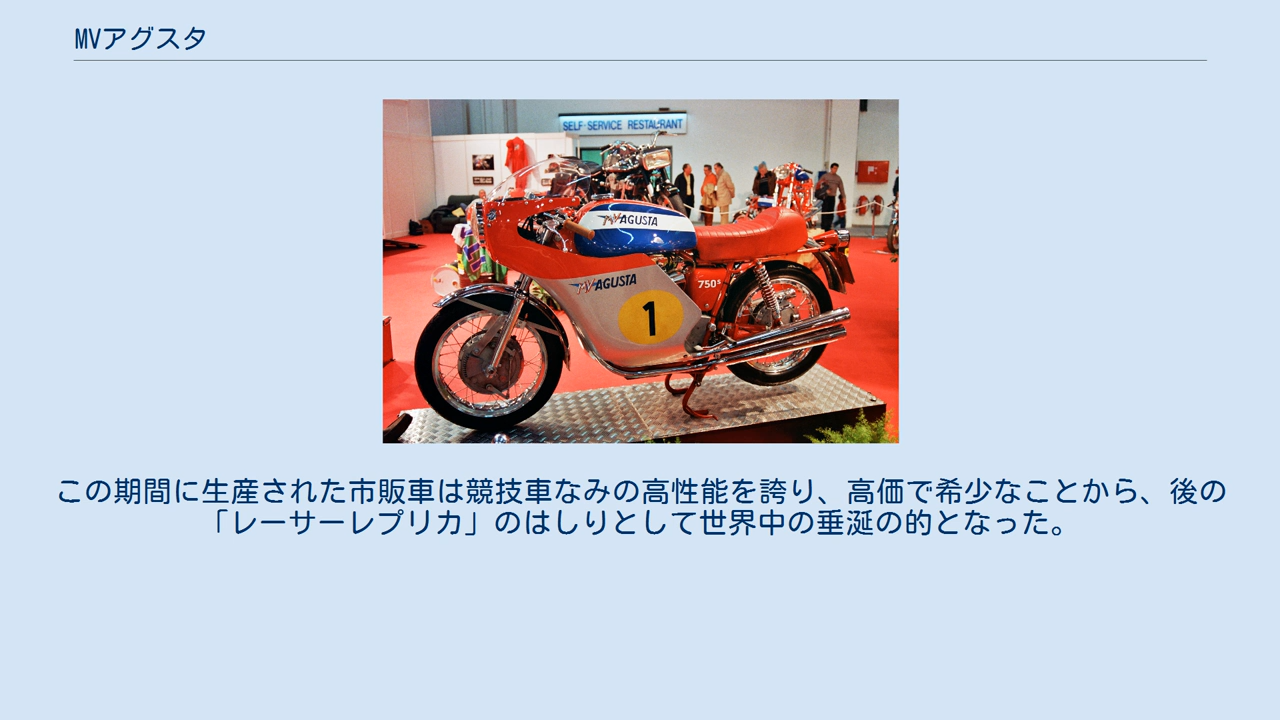 MVアグスタ
SELF-SERVICE RESTAURANT
MV AGUSTA
MV AGUSTA
750S
1
この期間に生産された市販車は競技車なみの高性能を誇り、高価で希少なことから、後の
「レーサーレプリカ」のはしりとして世界中の垂涎の的となった。